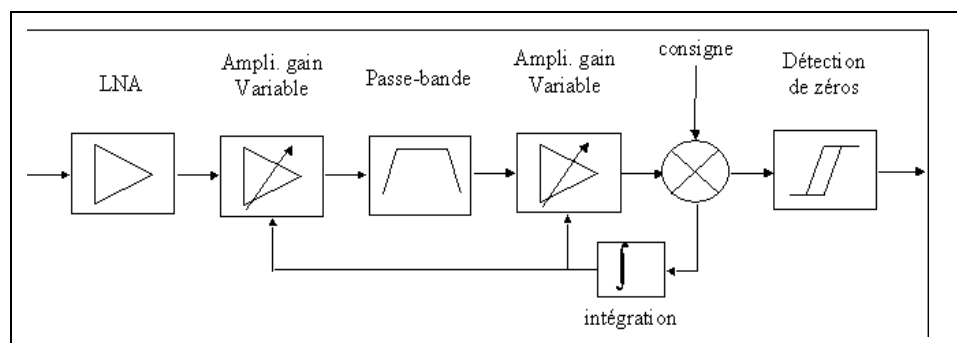 LNA
Ampli. gain
Variable
Passe-bande
Ampli. gain
Variable
consigne
Détection
de zéros
intégration